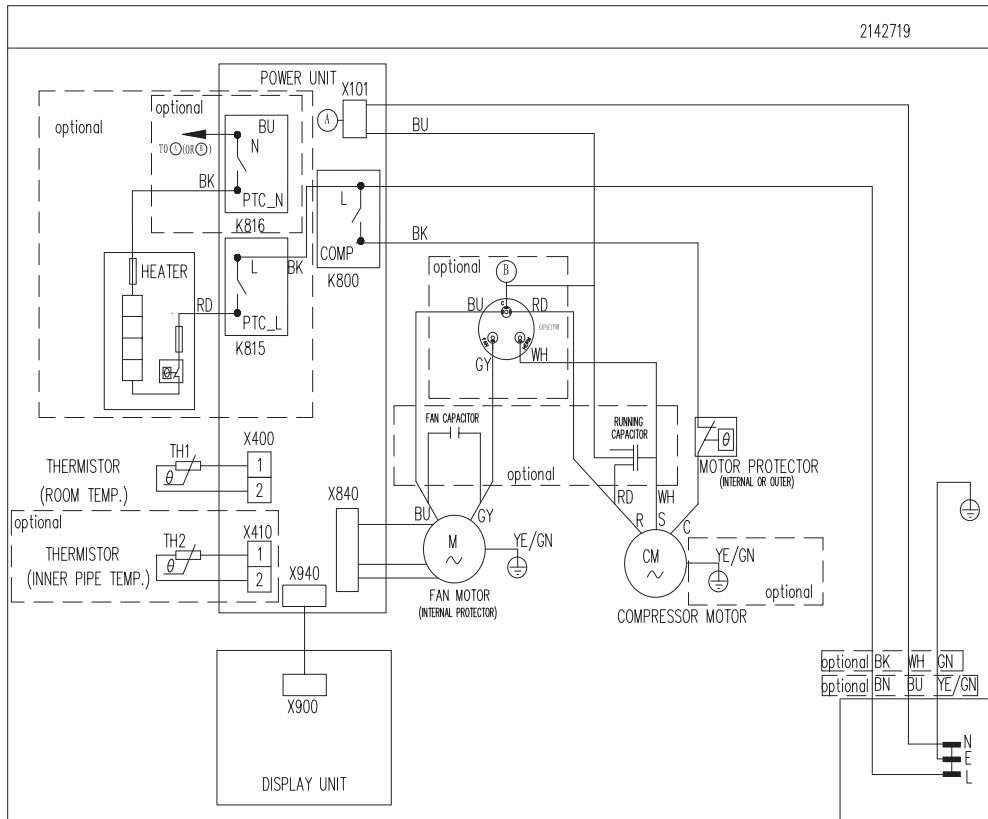 2142719
POWER UNIT
X101
optional
optional
A
BU
BU
N
TO A (OR B)
BK
PTC_N
K816
L
BK
COMP
K800
optional
B
HEATER
L
BK
RD
PTC_L
K815
BU
C
RD
CAPACITOR
FAN
HERM
GY
WH
FAN CAPACITOR
RUNNING
CAPACITOR
optional
θ
MOTOR PROTECTOR
(INTERNAL OR OUTER)
THERMISTOR
(ROOM TEMP.)
TH1
θ
X400
1
2
X840
RD
WH
R
S
C
optional
THERMISTOR
(INNER PIPE TEMP.)
TH2
θ
X410
1
2
BU
GY
M
~
YE/GN
CM
~
YE/GN
optional
X940
FAN MOTOR
(INTERNAL PROTECTOR)
COMPRESSOR MOTOR
optional BK WH GN
optional BN BU YE/GN
X900
DISPLAY UNIT
N
E
L